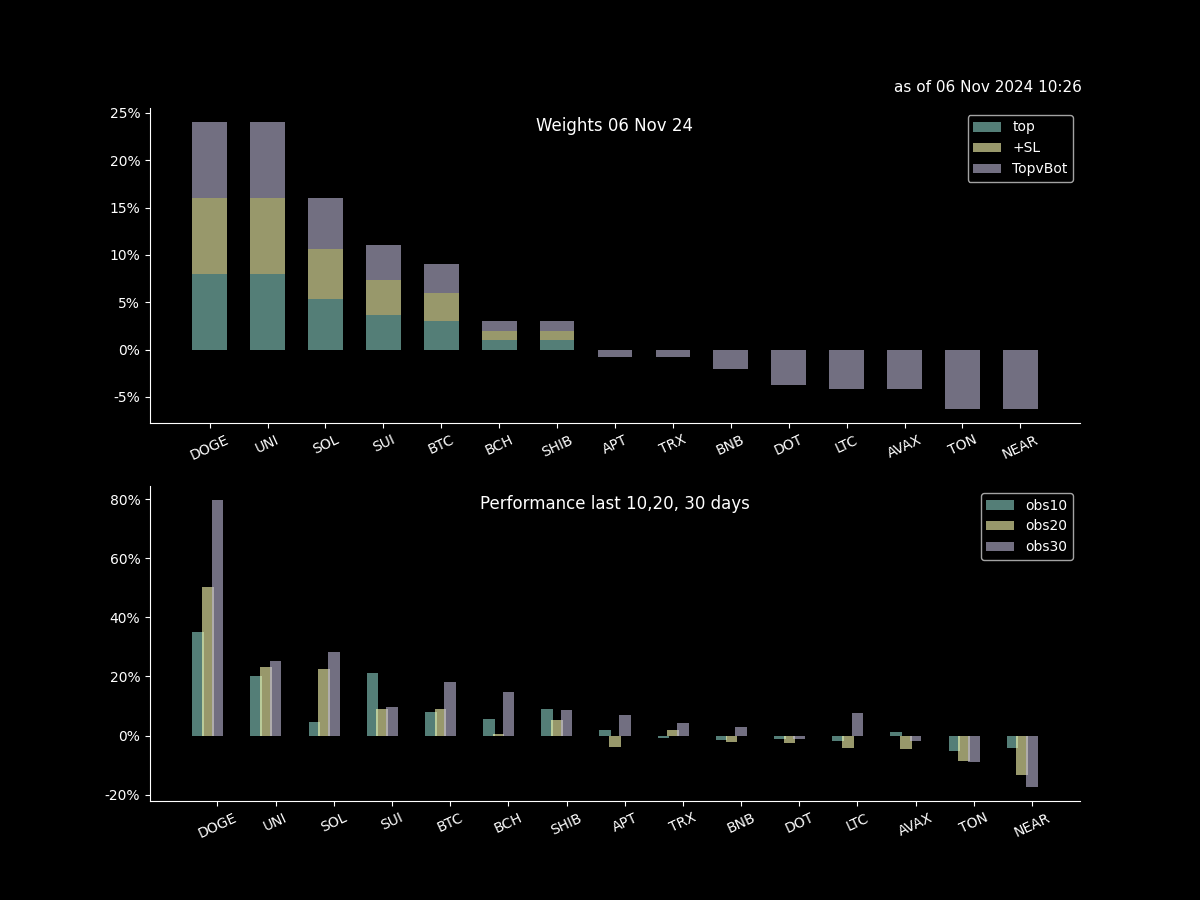 as of 06 Nov 2024 10:26
Weights 06 Nov 24
top
+SL
TopvBot
25%
20%
15%
10%
5%
0%
-5%
DOGE UNI SOL SUI BTC BCH SHIB APT TRX BNB DOT LTC AVAX TON NEAR
Performance last 10,20, 30 days
obs10
obs20
obs30
80%
60%
40%
20%
0%
-20%
DOGE UNI SOL SUI BTC BCH SHIB APT TRX BNB DOT LTC AVAX TON NEAR